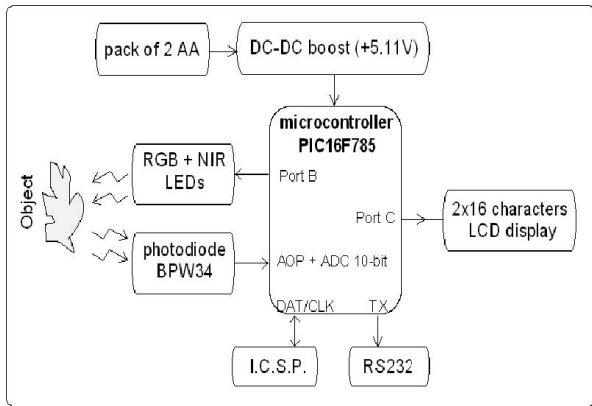 pack of 2 AA
DC-DC boost (+5.11V)
microcontroller
PIC16F785
RGB + NIR
LEDs
Port B
Object
Port C
2x16 characters
LCD display
photodiode
BPW34
AOP + ADC 10-bit
DAT/CLK
TX
I.C.S.P.
RS232